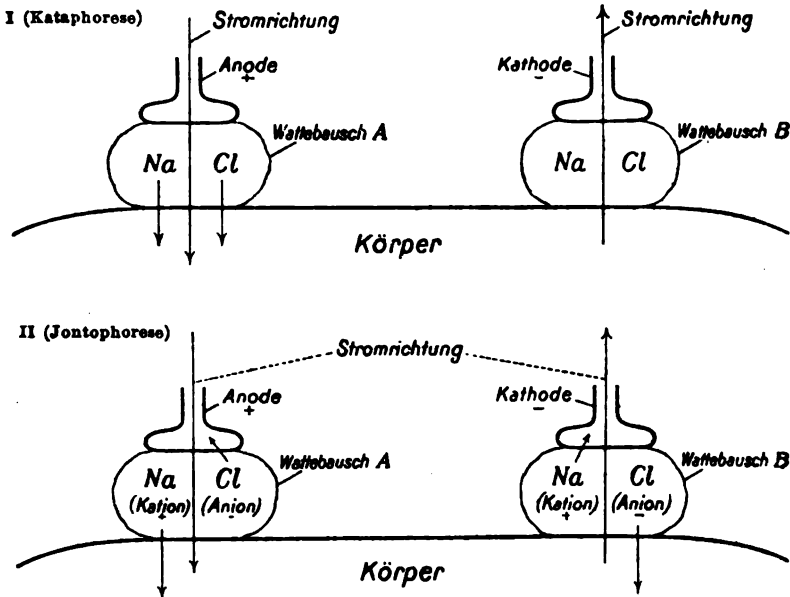 I (Kataphorese)
Stromrichtung
Anode
+
Wattebausch A
Na Cl
Stromrichtung
Kathode
-
Wattebausch B
Na Cl
Körper
II (Jontophorese)
Stromrichtung
Anode
+
Wattebausch A
Na Cl
(Kation) (Anion)
+ -
Kathode
-
Wattebausch B
Na Cl
(Kation) (Anion)
+ -
Körper